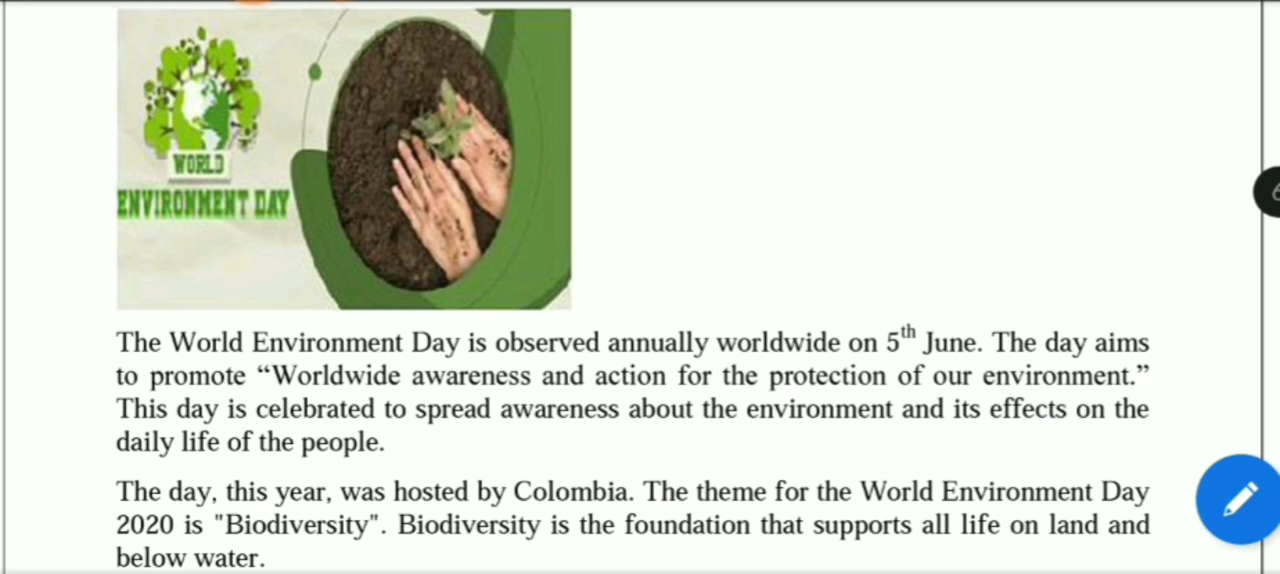 WORLD
ENVIRONMENT DAY
The World Environment Day is observed annually worldwide on 5th June. The day aims
to promote “Worldwide awareness and action for the protection of our environment.”
This day is celebrated to spread awareness about the environment and its effects on the
daily life of the people.
The day, this year, was hosted by Colombia. The theme for the World Environment Day
2020 is "Biodiversity". Biodiversity is the foundation that supports all life on land and
below water.